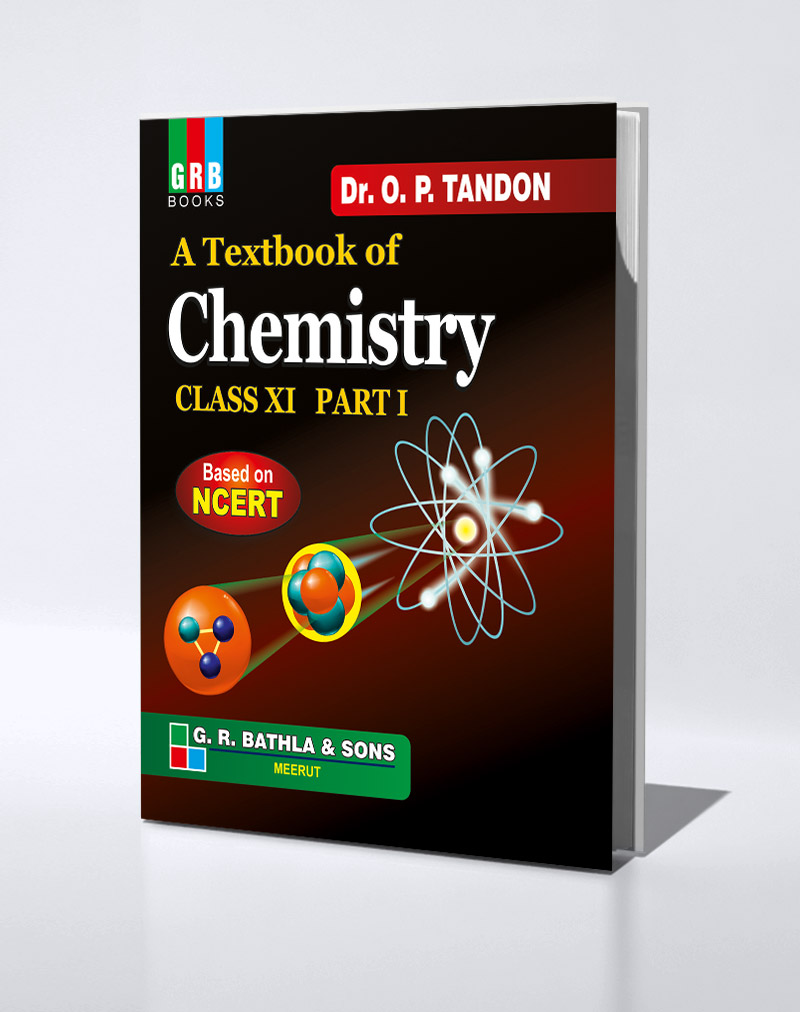 GRB
BOOKS
Dr. O. P. TANDON
A Textbook of
Chemistry
CLASS XI PART I
Based on
NCERT
G. R. BATHLA & SONS
MEERUT